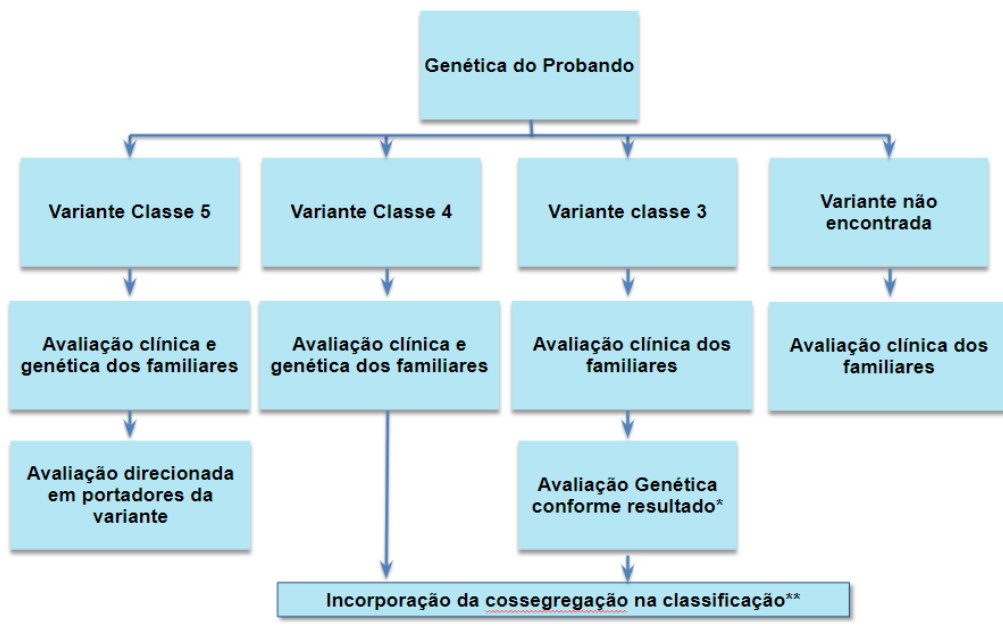 Genética do Probando
Variante Classe 5
Variante Classe 4
Variante classe 3
Variante não
encontrada
Avaliação clínica e
genética dos familiares
Avaliação clínica e
genética dos familiares
Avaliação clínica dos
familiares
Avaliação clínica dos
familiares
Avaliação direcionada
em portadores da
variante
Avaliação Genética
conforme resultado*
Incorporação da cossegregação na classificação**